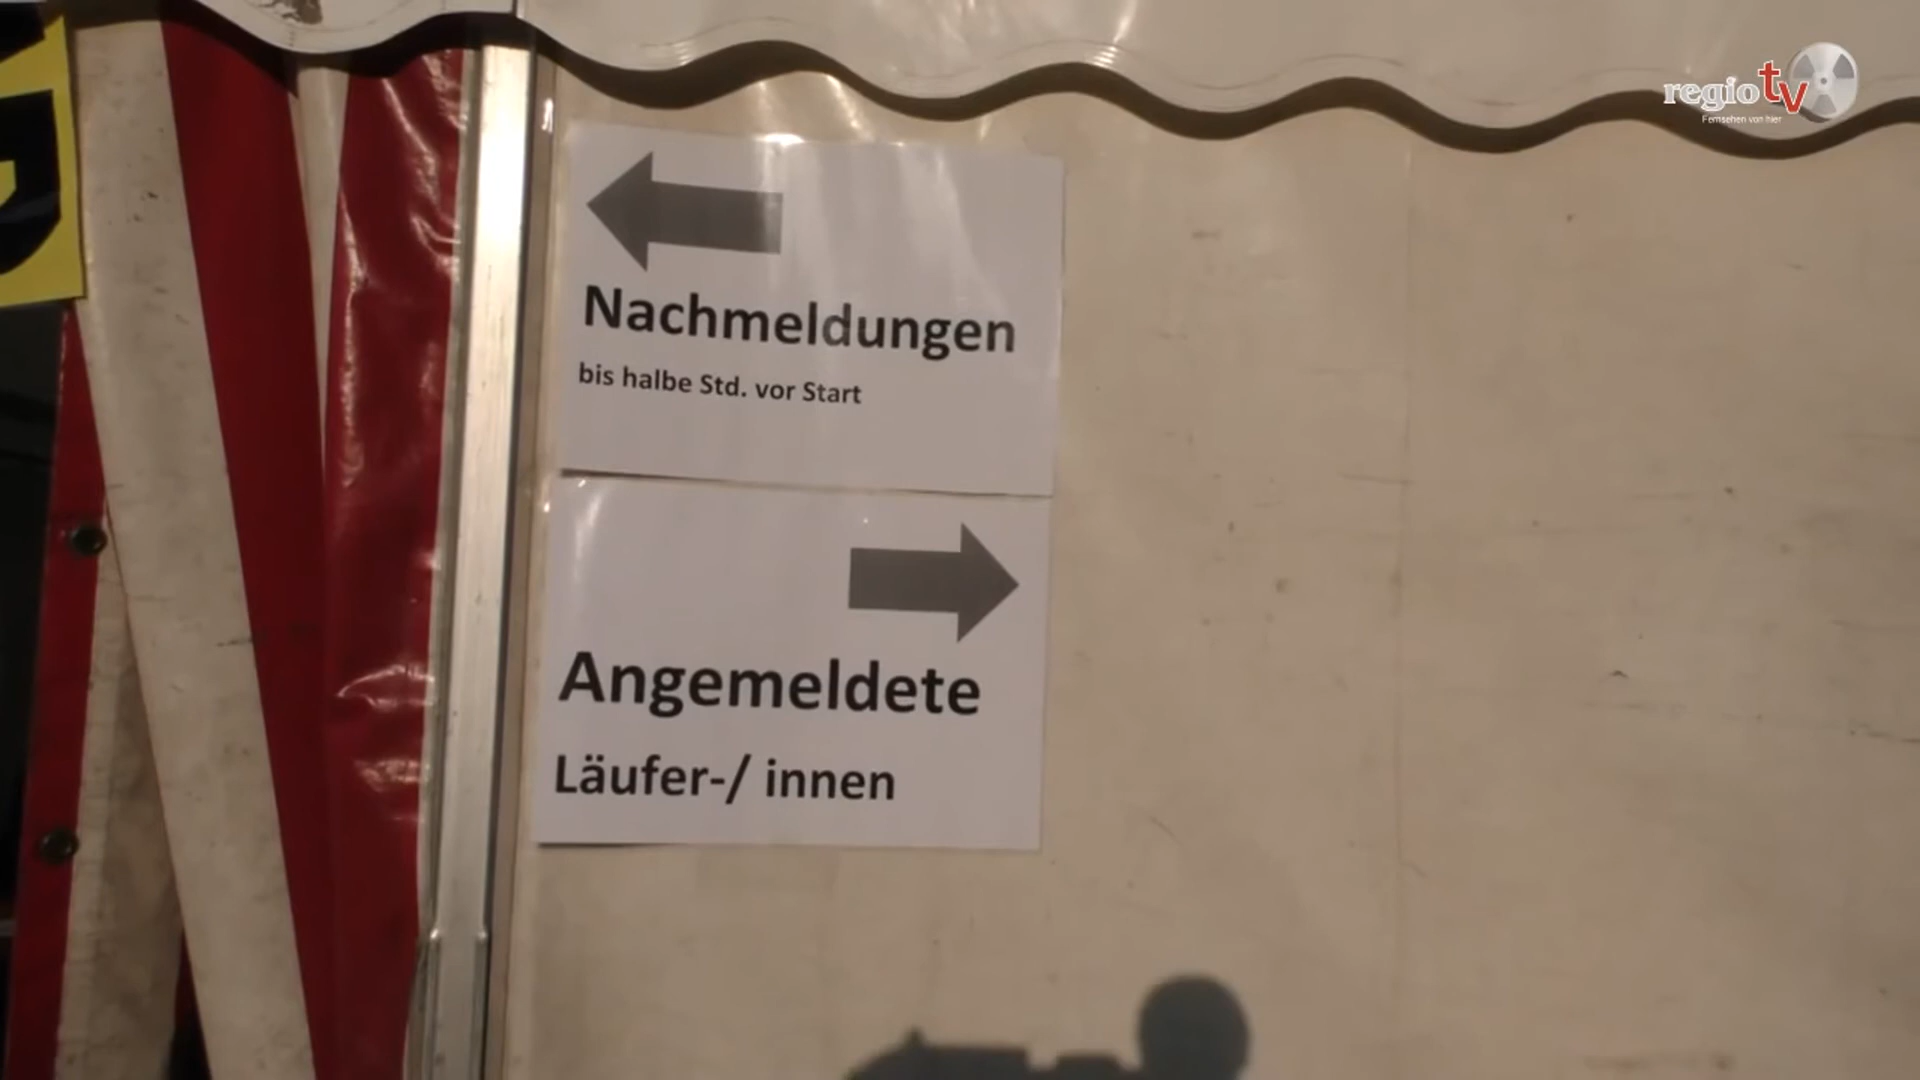 regio tv
Fernsehen von hier
Nachmeldungen
bis halbe Std. vor Start
Angemeldete
Läufer-/ innen